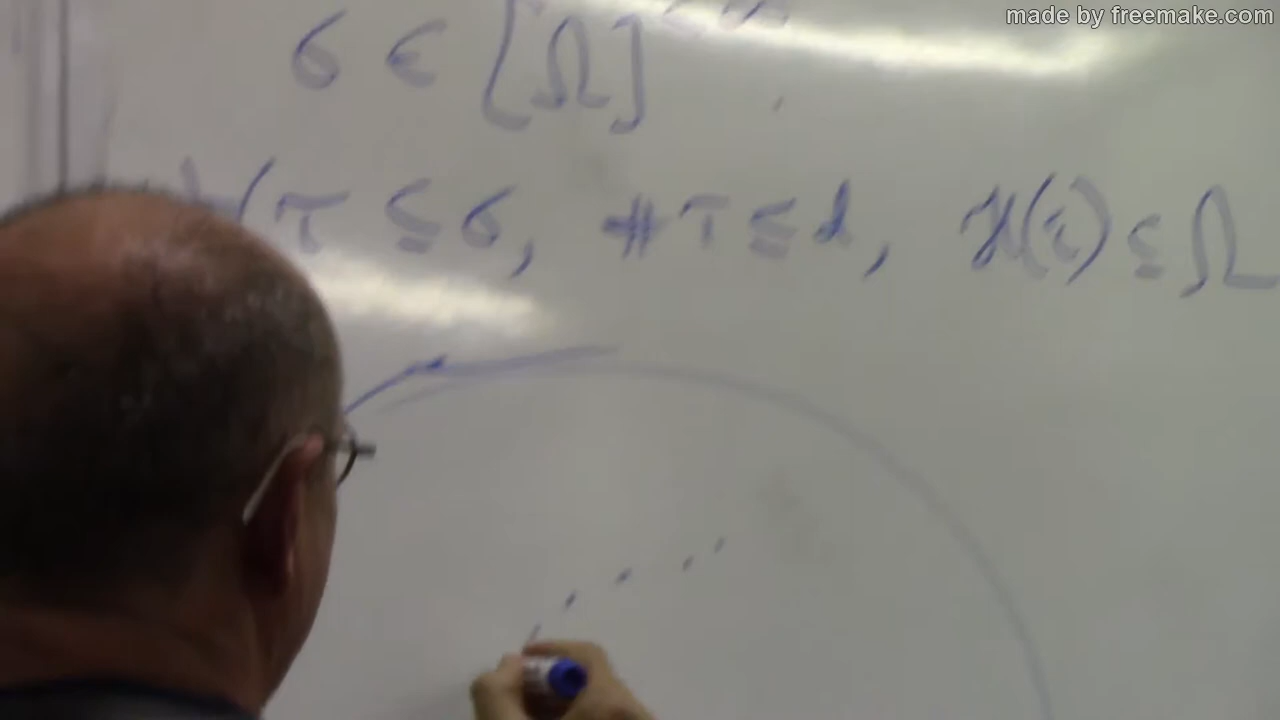 made by freemake.com
σ ∈ [Ω]
∀(τ ⊆ σ, #τ ≤ d, H(τ) ⊆ Ω